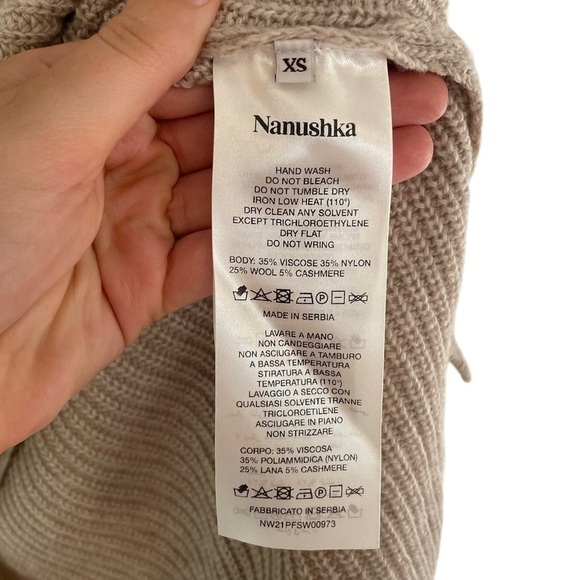 XS
Nanushka
HAND WASH
DO NOT BLEACH
DO NOT TUMBLE DRY
IRON LOW HEAT (110°)
DRY CLEAN ANY SOLVENT
EXCEPT TRICHLOROETHYLENE
DRY FLAT
DO NOT WRING
BODY: 35% VISCOSE 35% NYLON
25% WOOL 5% CASHMERE
P
MADE IN SERBIA
LAVARE A MANO
NON CANDEGGIARE
NON ASCIUGARE A TAMBURO
A BASSA TEMPERATURA
STIRATURA A BASSA
TEMPERATURA (110°)
LAVAGGIO A SECCO CON
QUALSIASI SOLVENTE TRANNE
TRICLOROETILENE
ASCIUGARE IN PIANO
NON STRIZZARE
CORPO: 35% VISCOSA
35% POLIAMMIDICA (NYLON)
25% LANA 5% CASHMERE
P
FABBRICATO IN SERBIA
NW21PFSW00973